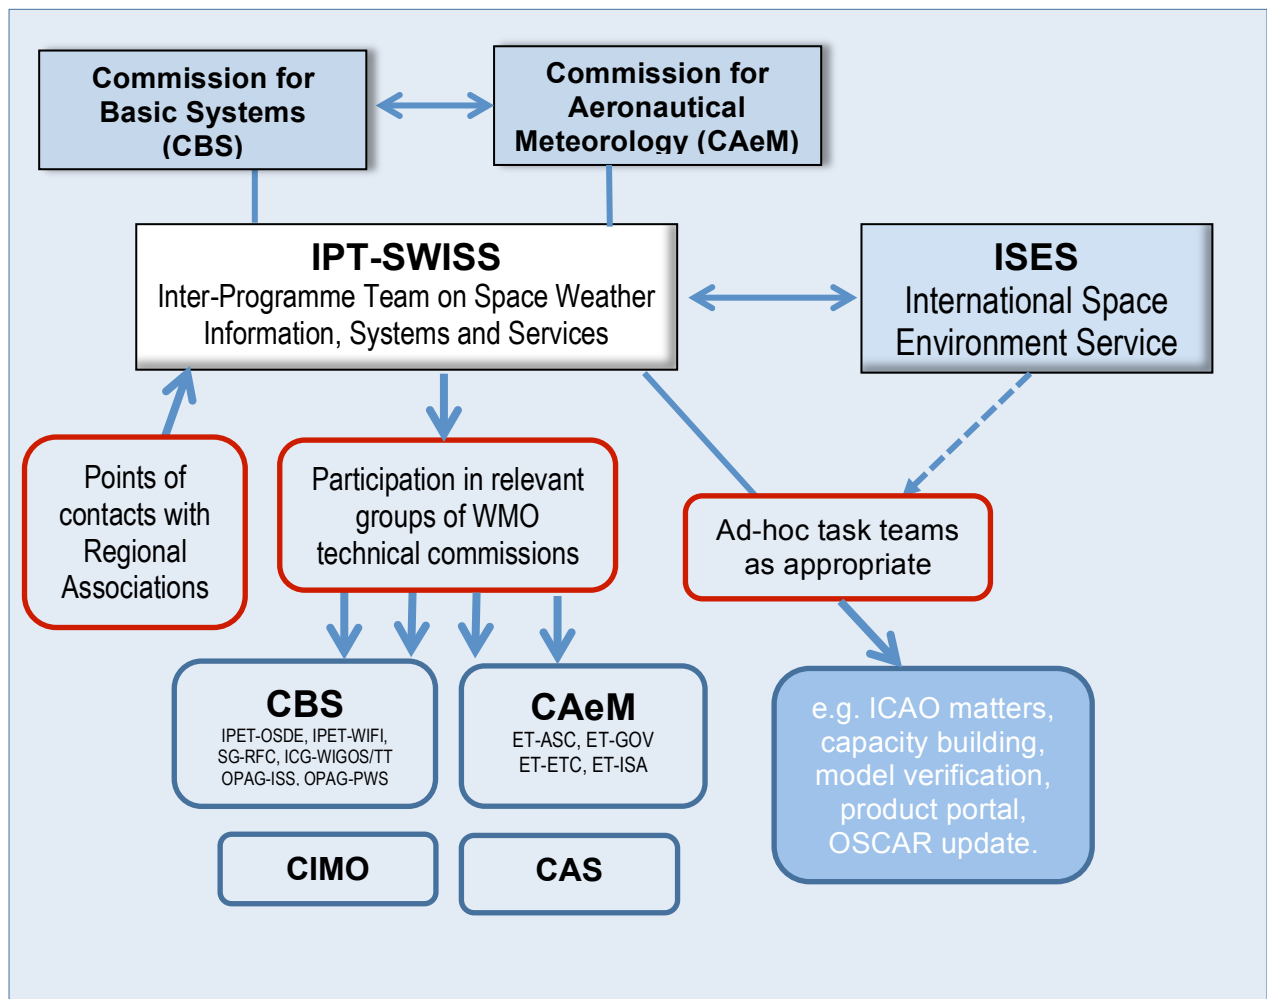 Commission for
Basic Systems
(CBS)
Commission for
Aeronautical
Meteorology (CAeM)
IPT-SWISS
Inter-Programme Team on Space Weather
Information, Systems and Services
ISES
International Space
Environment Service
Points of
contacts with
Regional
Associations
Participation in relevant
groups of WMO
technical commissions
Ad-hoc task teams
as appropriate
CBS
IPET-OSDE, IPET-WIFI,
SG-RFC, ICG-WIGOS/TT
OPAG-ISS, OPAG-PWS
CAeM
ET-ASC, ET-GOV
ET-ETC, ET-ISA
e.g. ICAO matters,
capacity building,
model verification,
product portal,
OSCAR update.
CIMO
CAS